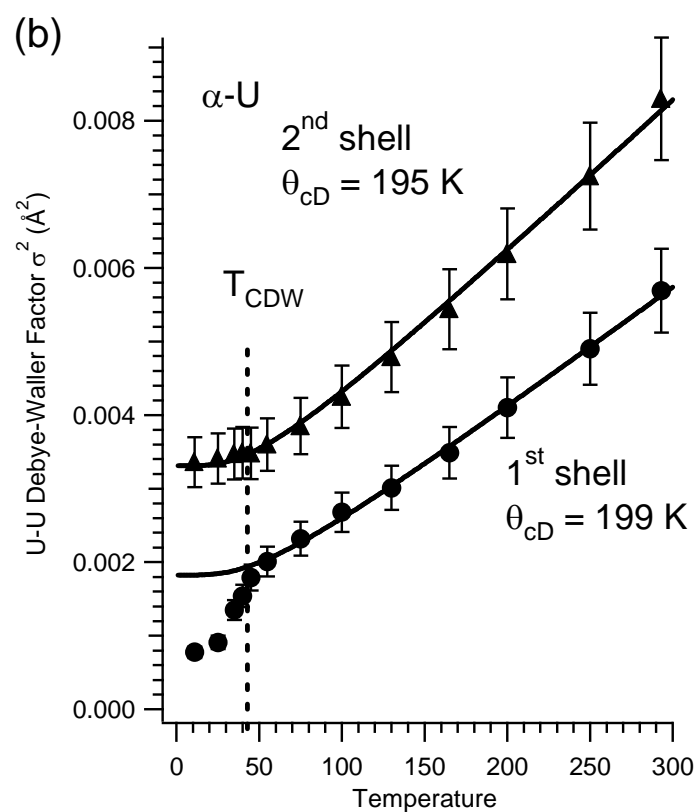 (b)
α-U
2nd shell
θcD = 195 K
TCDW
1st shell
θcD = 199 K
U-U Debye-Waller Factor σ² (Å²)
0.008
0.006
0.004
0.002
0.000
0 50 100 150 200 250 300
Temperature